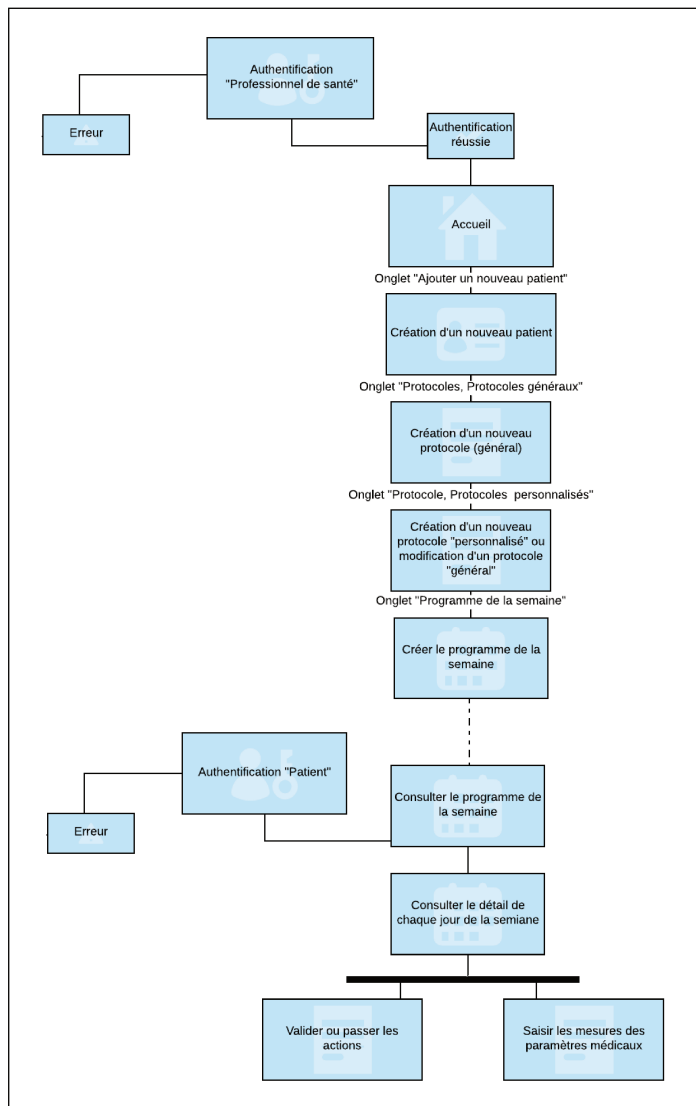 Authentification
"Professionnel de santé"
Erreur
Authentification
réussie
Accueil
Onglet "Ajouter un nouveau patient"
Création d'un nouveau patient
Onglet "Protocoles, Protocoles généraux"
Création d'un nouveau
protocole (général)
Onglet "Protocole, Protocoles personnalisés"
Création d'un nouveau
protocole "personnalisé" ou
modification d'un protocole
"général"
Onglet "Programme de la semaine"
Créer le programme de la
semaine
Authentification "Patient"
Erreur
Consulter le programme de
la semaine
Consulter le détail de
chaque jour de la semiane
Valider ou passer les
actions
Saisir les mesures des
paramètres médicaux